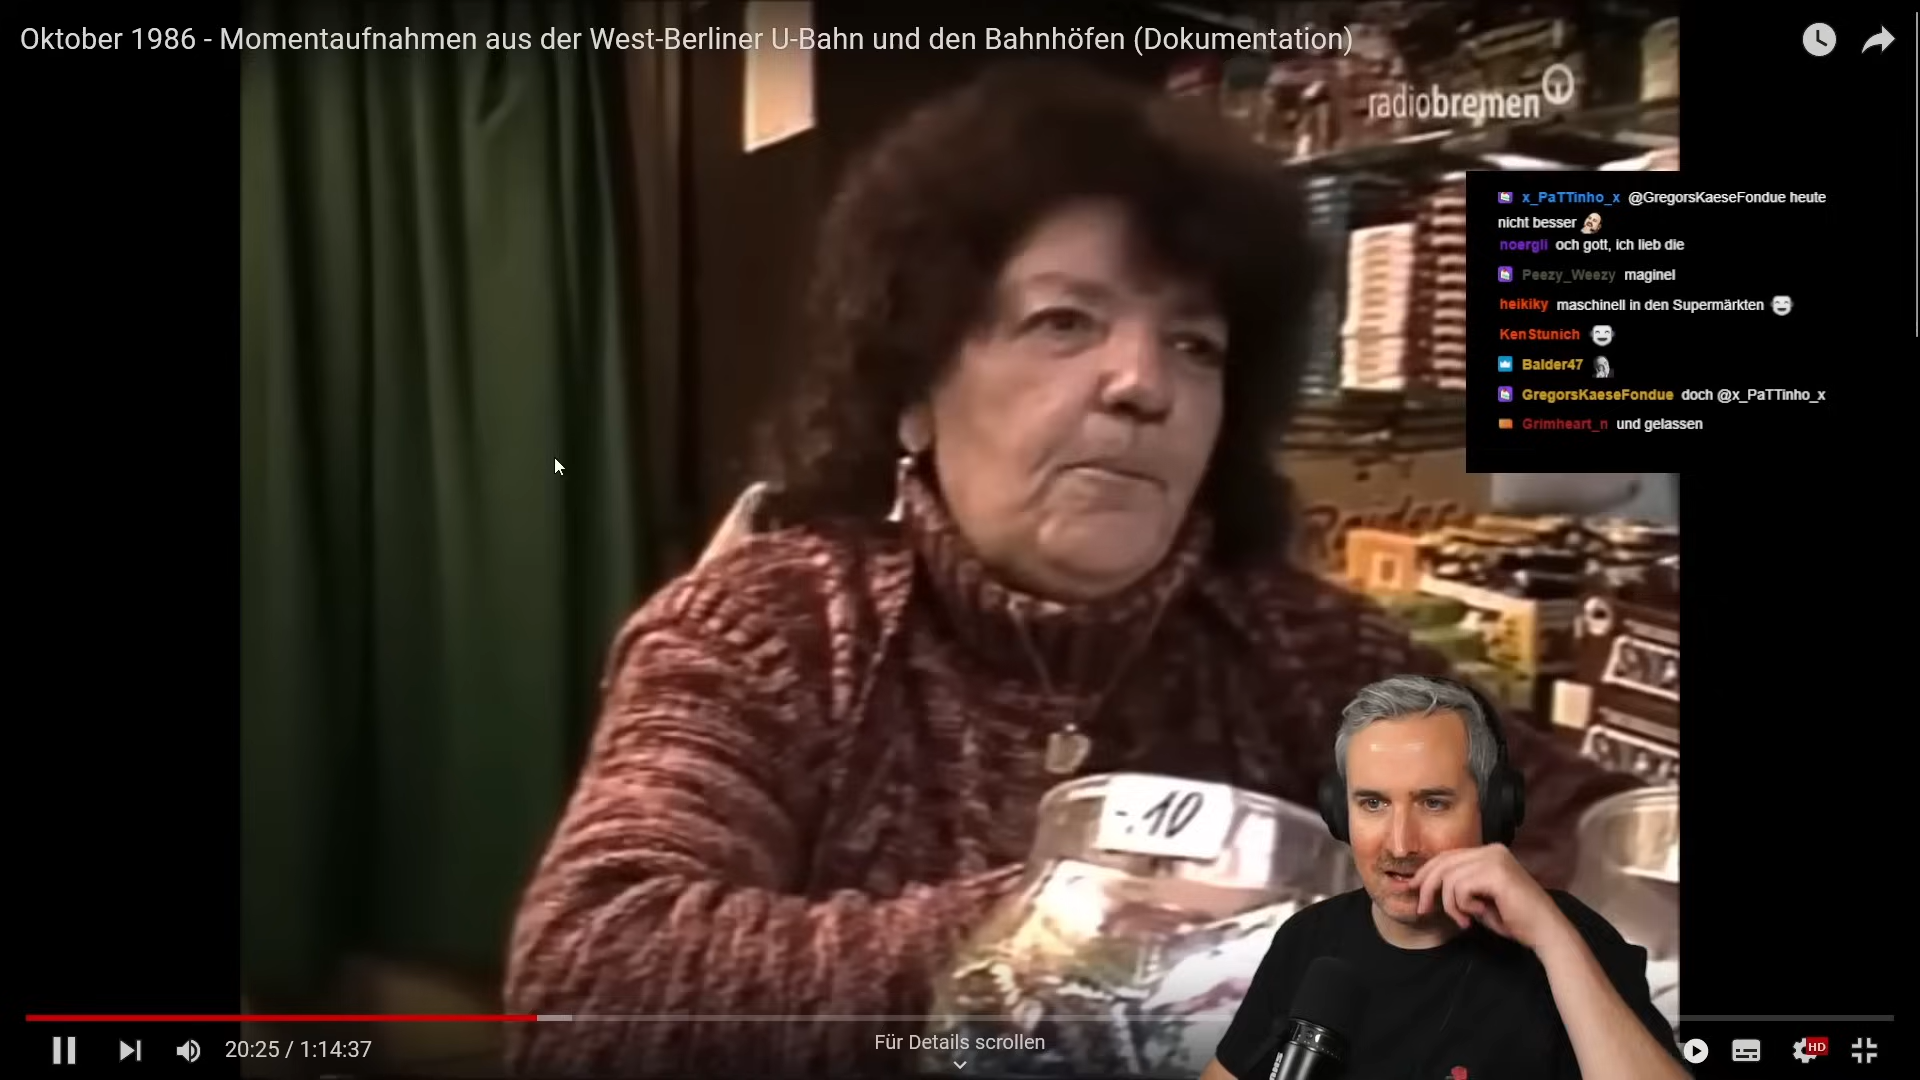 Oktober 1986 - Momentaufnahmen aus der West-Berliner U-Bahn und den Bahnhöfen (Dokumentation)
radiobremen
x_PaTTinho_x @GregorsKaeseFondue heute
nicht besser
noergli och gott, ich lieb die
Peezy_Weezy maginel
heikiky maschinell in den Supermärkten
KenStunich
Balder47
GregorsKaeseFondue doch @x_PaTTinho_x
Grimheart_n und gelassen
Raider
-.10
Für Details scrollen
20:25 / 1:14:37
HD